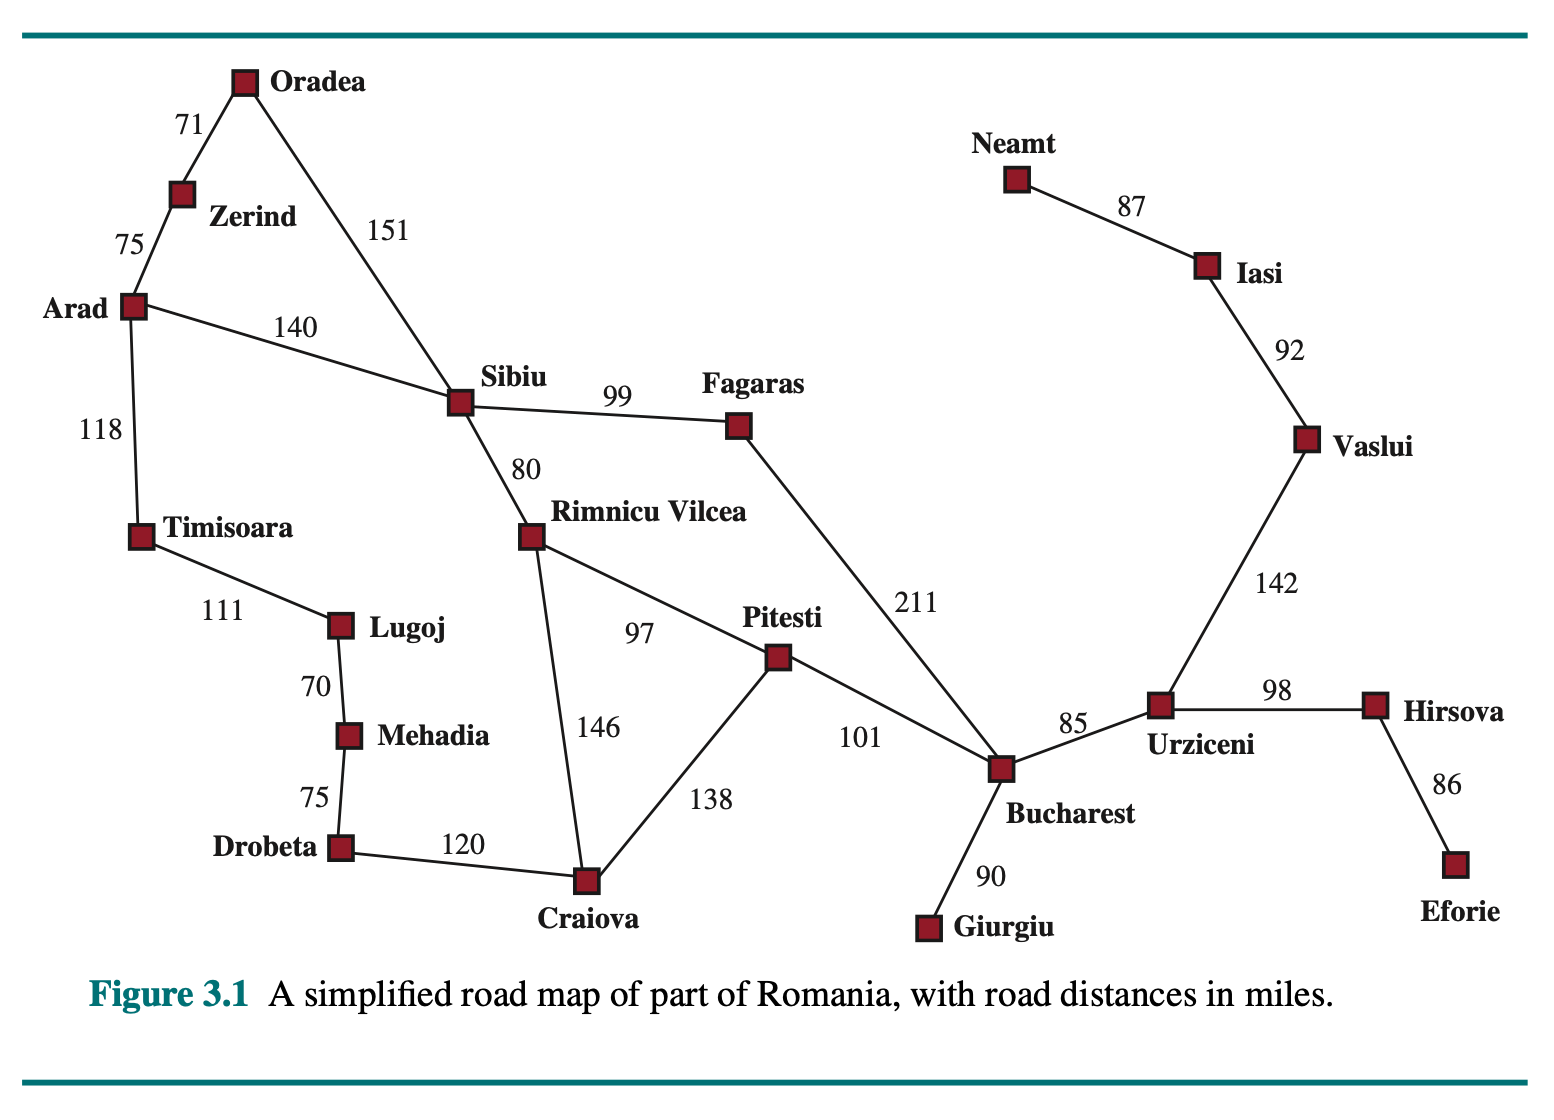 Oradea
71
Neamt
87
Zerind
151
75
Iasi
Arad
140
92
Sibiu
99
Fagaras
118
Vaslui
80
Timisoara
Rimnicu Vilcea
142
111
Lugoj
97
Pitesti
211
70
98
Hirsova
Mehadia
146
101
85
Urziceni
75
138
86
Drobeta
120
Bucharest
90
Craiova
Giurgiu
Eforie
Figure 3.1 A simplified road map of part of Romania, with road distances in miles.